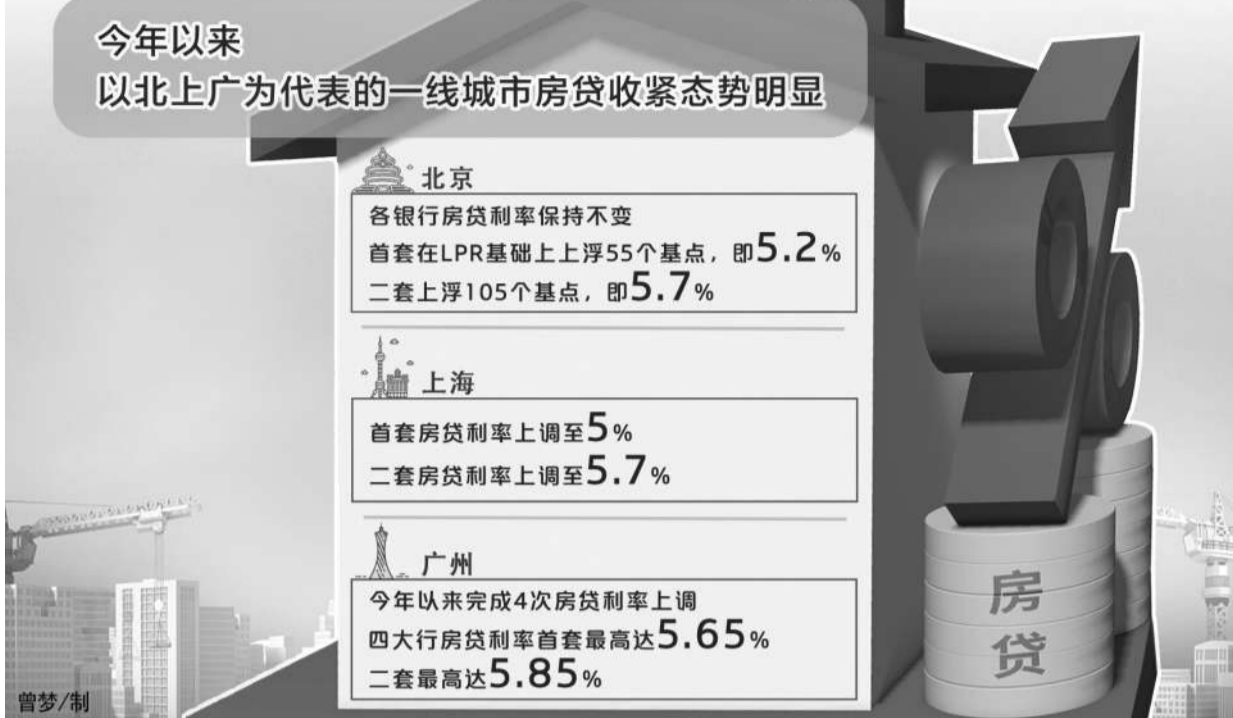 今年以来
以北上广为代表的一线城市房贷收紧态势明显
北京
各银行房贷利率保持不变
首套在LPR基础上上浮55个基点，即5.2%
二套上浮105个基点，即5.7%
上海
首套房贷利率上调至5%
二套房贷利率上调至5.7%
广州
今年以来完成4次房贷利率上调
四大行房贷利率首套最高达5.65%
二套最高达5.85%
房
贷
曾梦/制